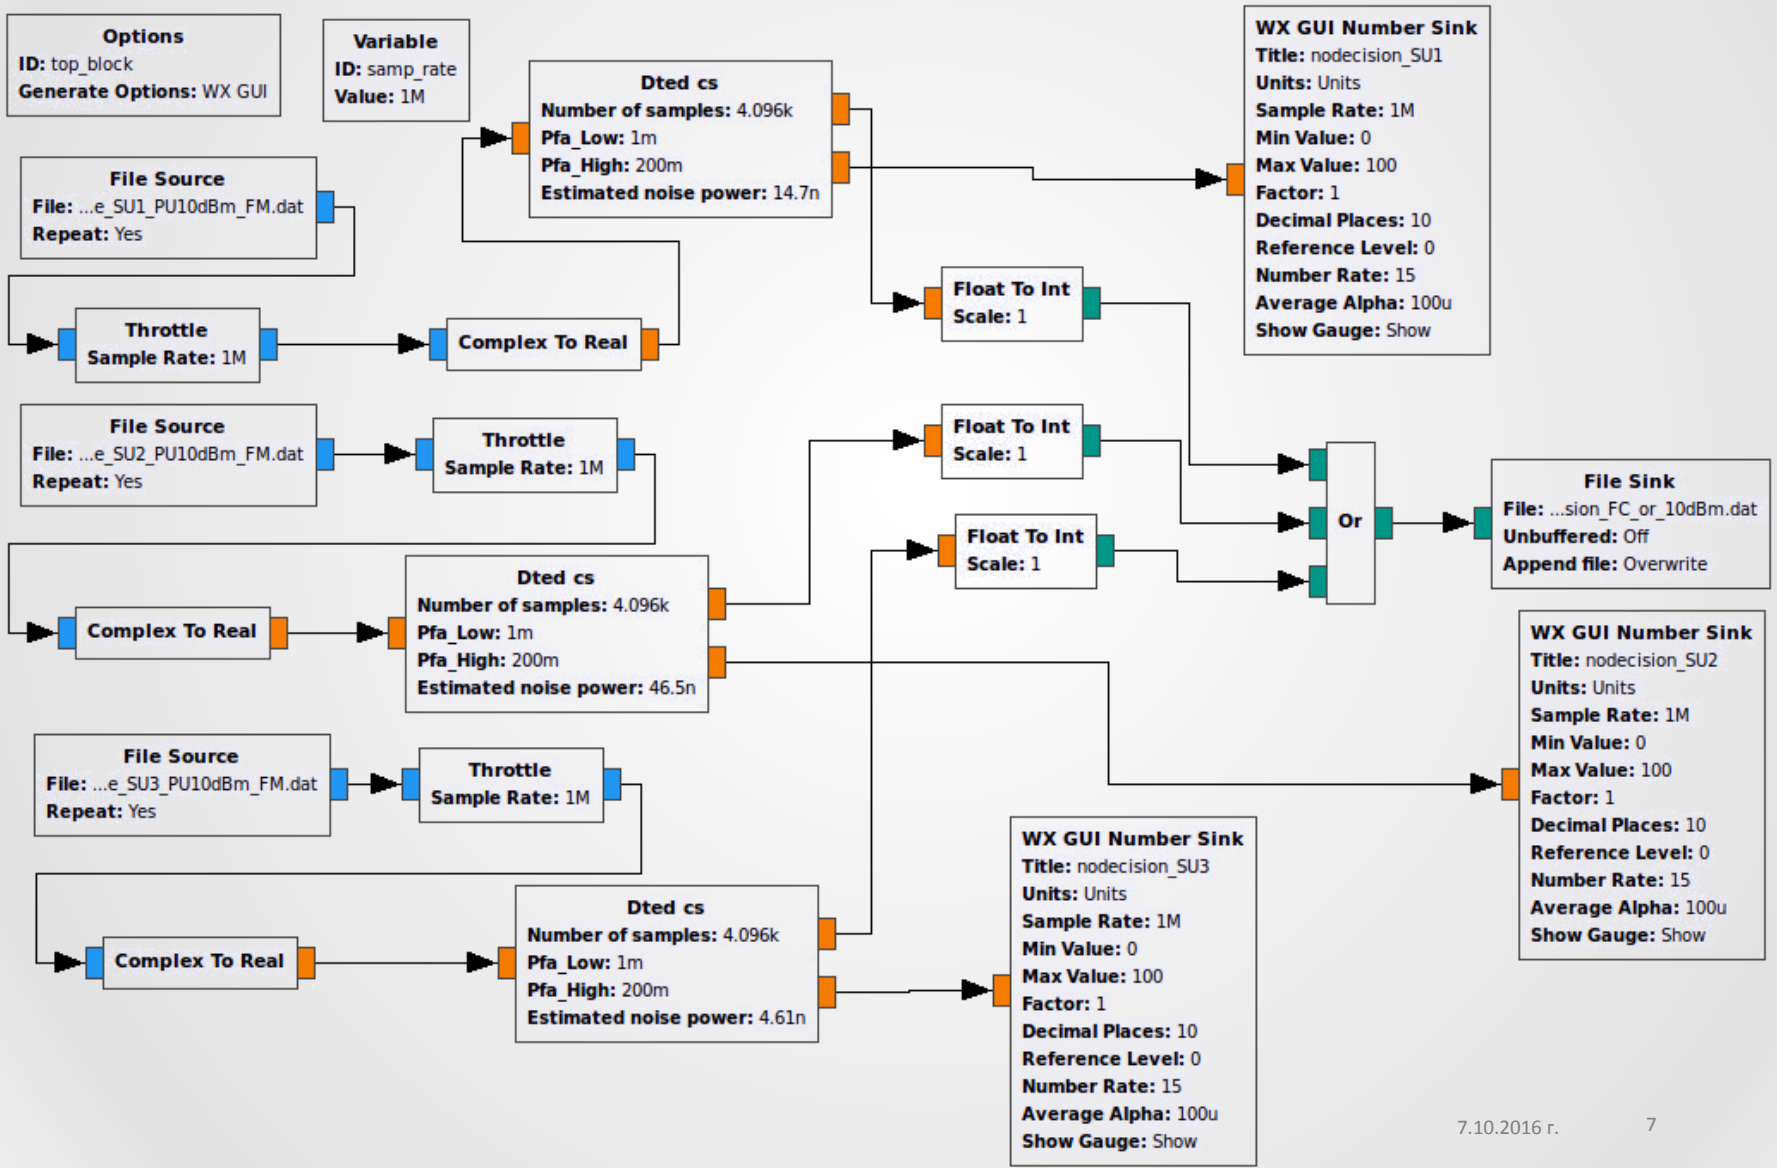 Options
ID: top_block
Generate Options: WX GUI
Variable
ID: samp_rate
Value: 1M
Dted cs
Number of samples: 4.096k
Pfa_Low: 1m
Pfa_High: 200m
Estimated noise power: 14.7n
WX GUI Number Sink
Title: nodecision_SU1
Units: Units
Sample Rate: 1M
Min Value: 0
Max Value: 100
Factor: 1
Decimal Places: 10
Reference Level: 0
Number Rate: 15
Average Alpha: 100u
Show Gauge: Show
File Source
File: ...e_SU1_PU10dBm_FM.dat
Repeat: Yes
Throttle
Sample Rate: 1M
Complex To Real
Float To Int
Scale: 1
File Source
File: ...e_SU2_PU10dBm_FM.dat
Repeat: Yes
Throttle
Sample Rate: 1M
Float To Int
Scale: 1
Float To Int
Scale: 1
Or
File Sink
File: ...sion_FC_or_10dBm.dat
Unbuffered: Off
Append file: Overwrite
Complex To Real
Dted cs
Number of samples: 4.096k
Pfa_Low: 1m
Pfa_High: 200m
Estimated noise power: 46.5n
WX GUI Number Sink
Title: nodecision_SU2
Units: Units
Sample Rate: 1M
Min Value: 0
Max Value: 100
Factor: 1
Decimal Places: 10
Reference Level: 0
Number Rate: 15
Average Alpha: 100u
Show Gauge: Show
File Source
File: ...e_SU3_PU10dBm_FM.dat
Repeat: Yes
Throttle
Sample Rate: 1M
Complex To Real
Dted cs
Number of samples: 4.096k
Pfa_Low: 1m
Pfa_High: 200m
Estimated noise power: 4.61n
WX GUI Number Sink
Title: nodecision_SU3
Units: Units
Sample Rate: 1M
Min Value: 0
Max Value: 100
Factor: 1
Decimal Places: 10
Reference Level: 0
Number Rate: 15
Average Alpha: 100u
Show Gauge: Show
7.10.2016 г.
7